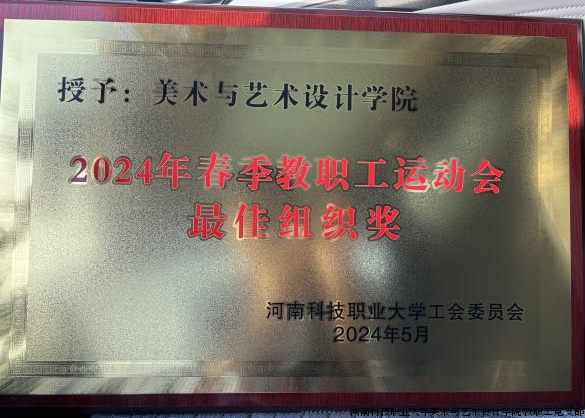 授予：美术与艺术设计学院
2024年春季教职工运动会
最佳组织奖
河南科技职业大学工会委员会
2024年5月